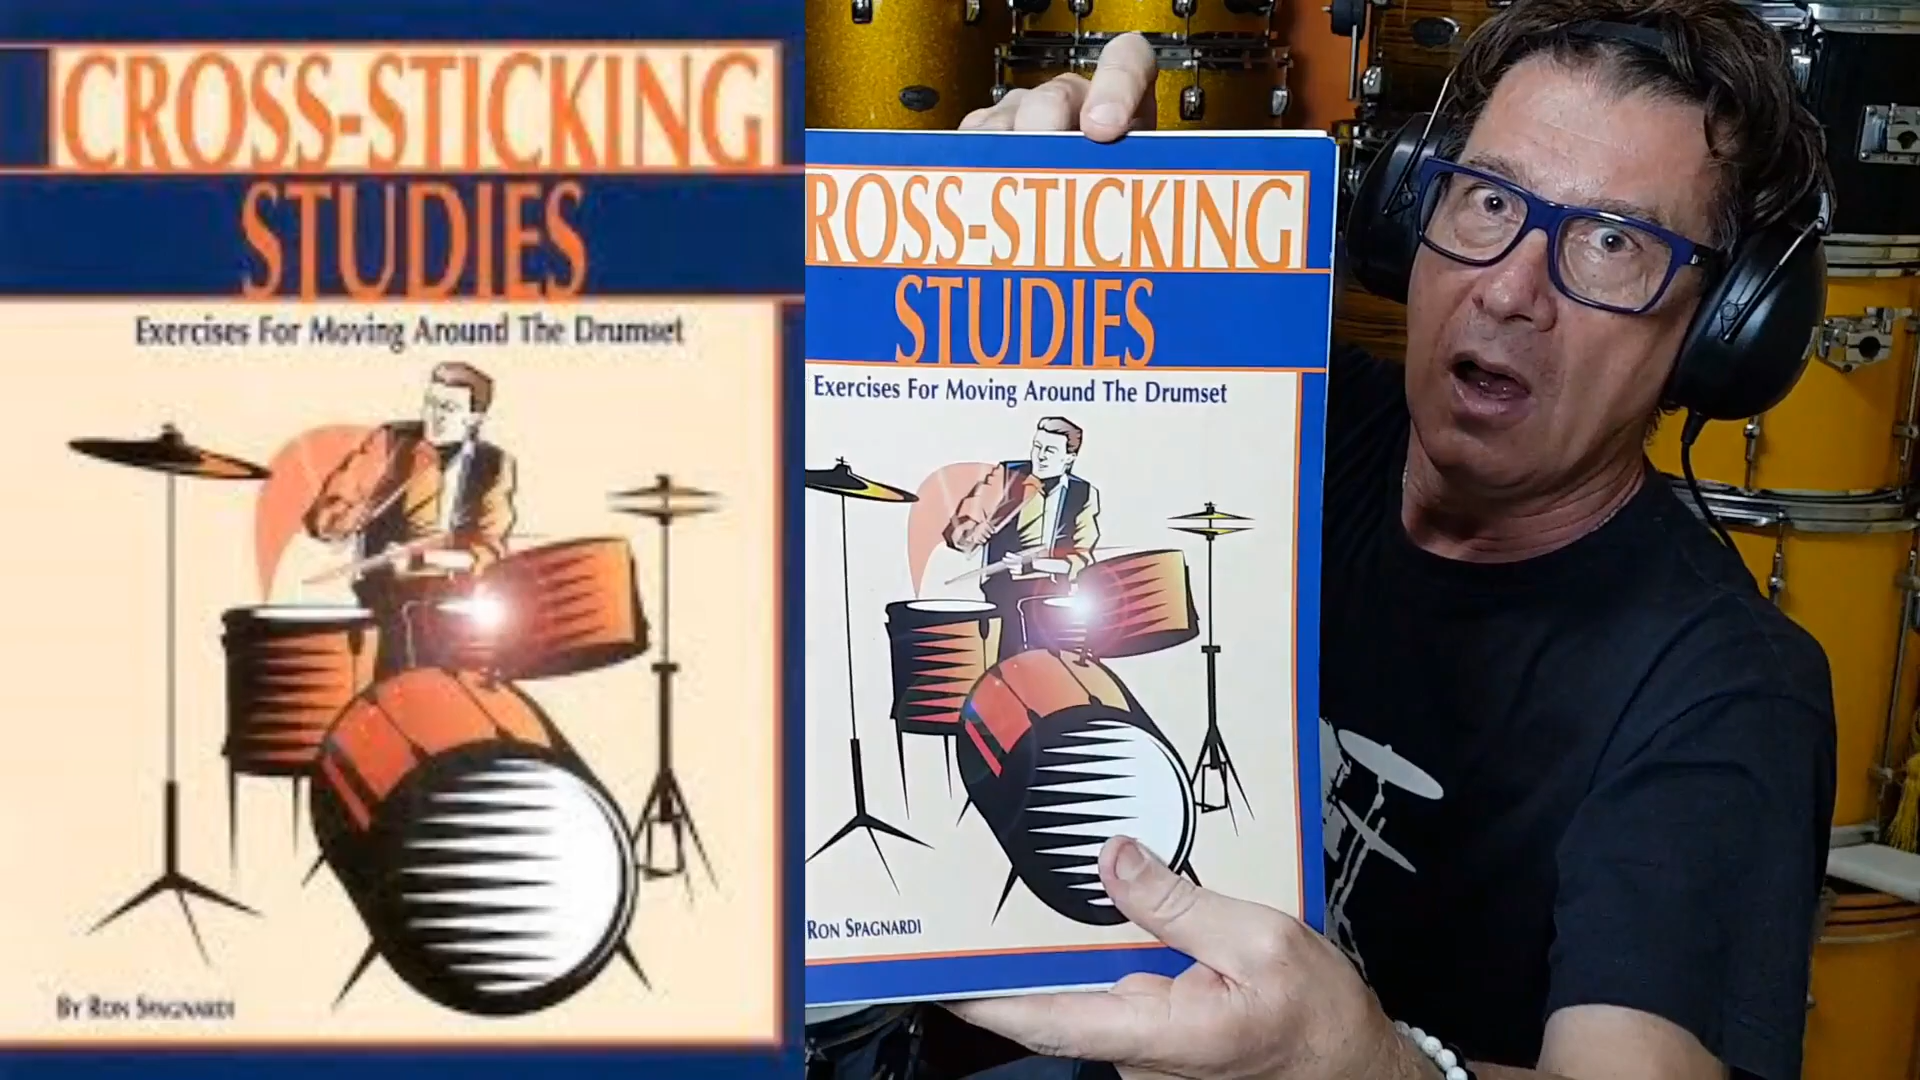 CROSS-STICKING
STUDIES
Exercises For Moving Around The Drumset
BY RON SPAGNARDI
ROSS-STICKING
STUDIES
Exercises For Moving Around The Drumset
RON SPAGNARDI